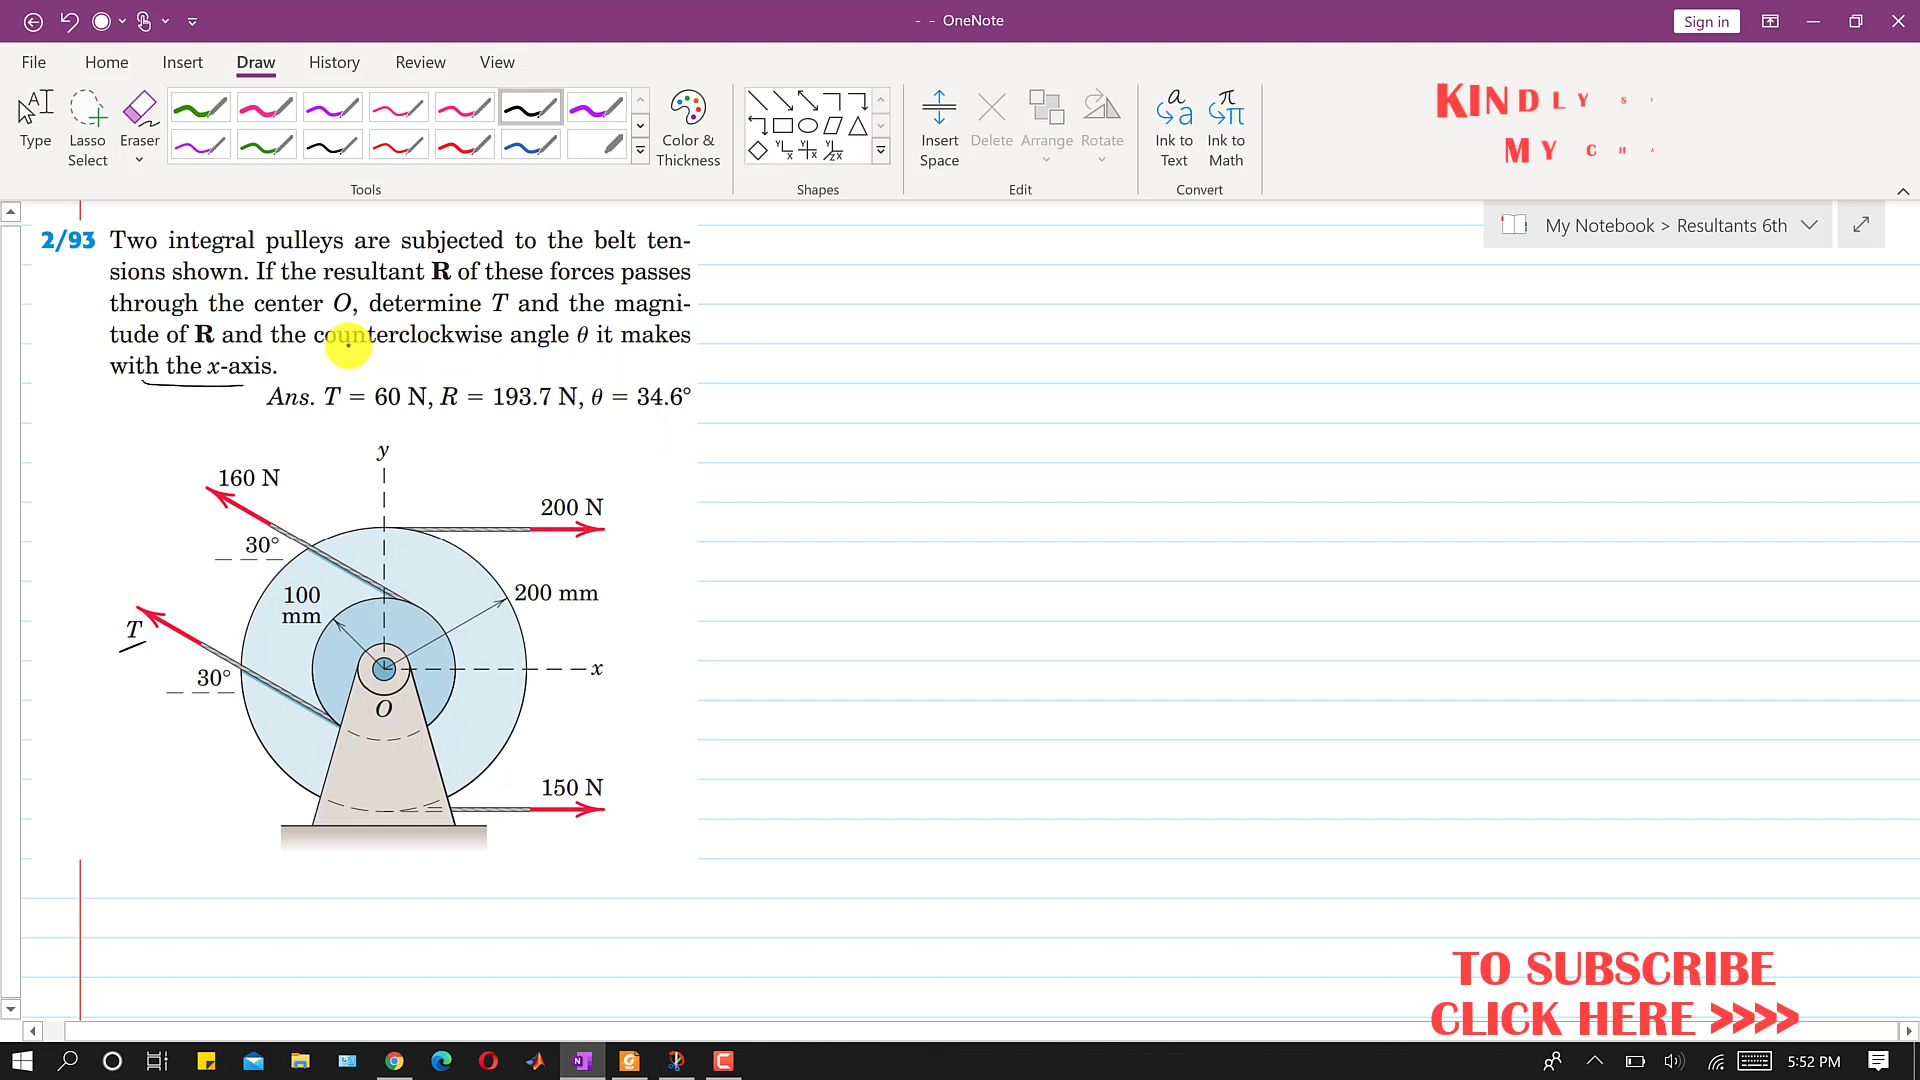 - - OneNote
Sign in
File Home Insert Draw History Review View
Type
Lasso Select
Eraser
Color & Thickness
Insert Space
Delete
Arrange
Rotate
Ink to Text
Ink to Math
Tools Shapes Edit Convert
KINDLY S
MY C H
My Notebook > Resultants 6th
2/93 Two integral pulleys are subjected to the belt ten-
sions shown. If the resultant R of these forces passes
through the center O, determine T and the magni-
tude of R and the counterclockwise angle θ it makes
with the x-axis.
Ans. T = 60 N, R = 193.7 N, θ = 34.6°
y
160 N
200 N
30°
100 mm
200 mm
T
30°
x
O
150 N
TO SUBSCRIBE
CLICK HERE >>>>
5:52 PM